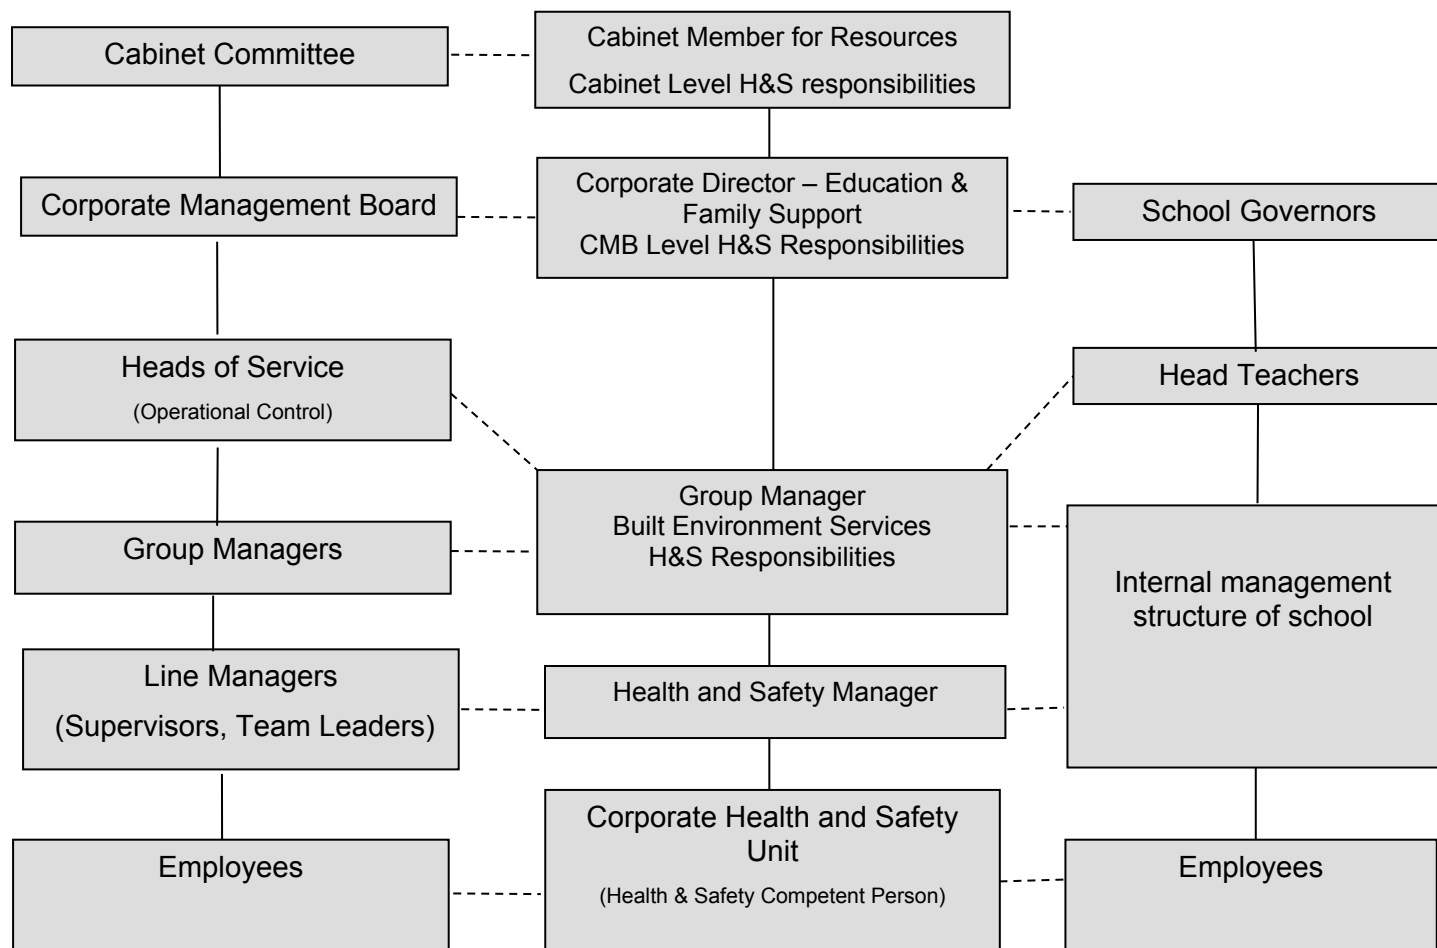 Cabinet Committee
Cabinet Member for Resources
Cabinet Level H&S responsibilities
Corporate Management Board
Corporate Director – Education &
Family Support
CMB Level H&S Responsibilities
School Governors
Heads of Service
(Operational Control)
Head Teachers
Group Managers
Group Manager
Built Environment Services
H&S Responsibilities
Internal management
structure of school
Line Managers
(Supervisors, Team Leaders)
Health and Safety Manager
Employees
Corporate Health and Safety
Unit
(Health & Safety Competent Person)
Employees